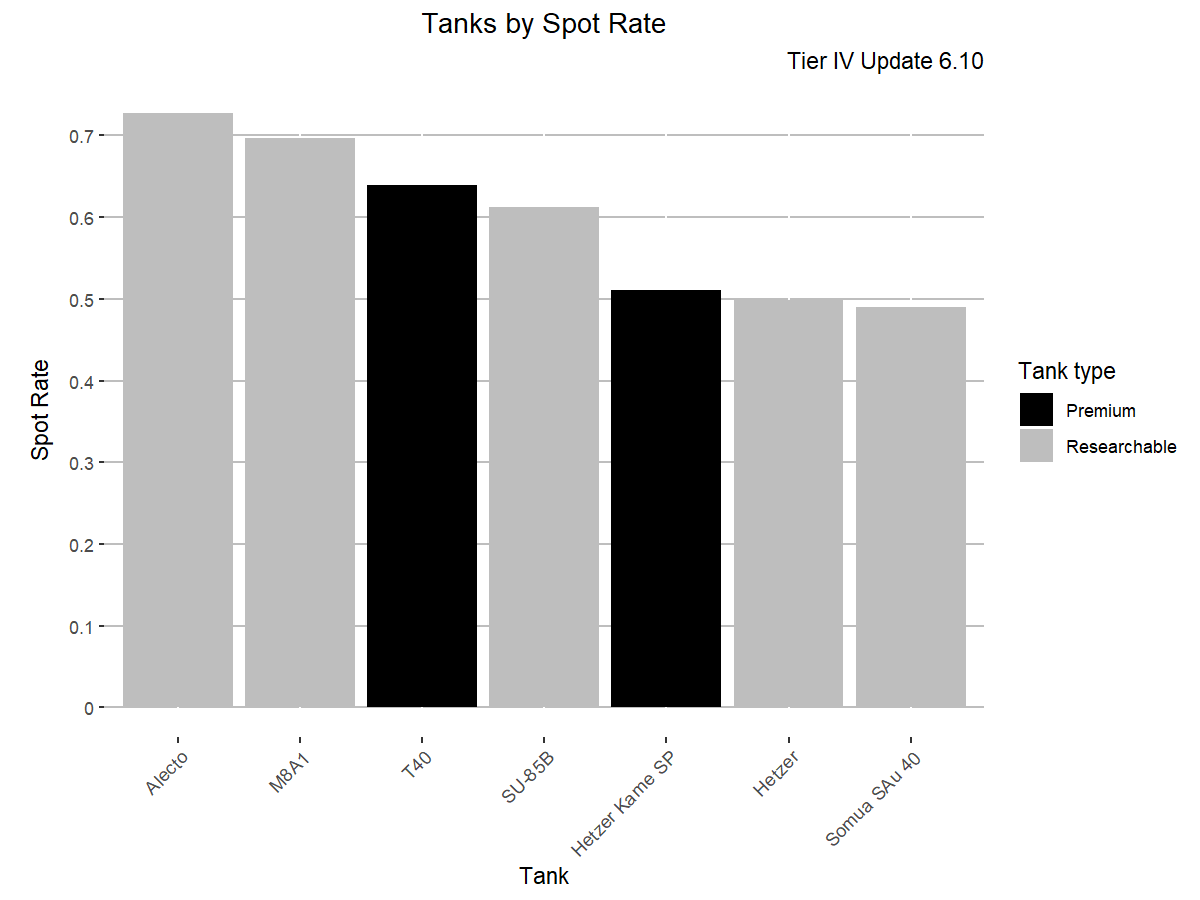 Tanks by Spot Rate
Tier IV Update 6.10
Spot Rate
0.7
0.6
0.5
0.4
0.3
0.2
0.1
0
Alecto
M8A1
T40
SU-85B
Hetzer Kame SP
Hetzer
Somua SAu 40
Tank
Tank type
Premium
Researchable